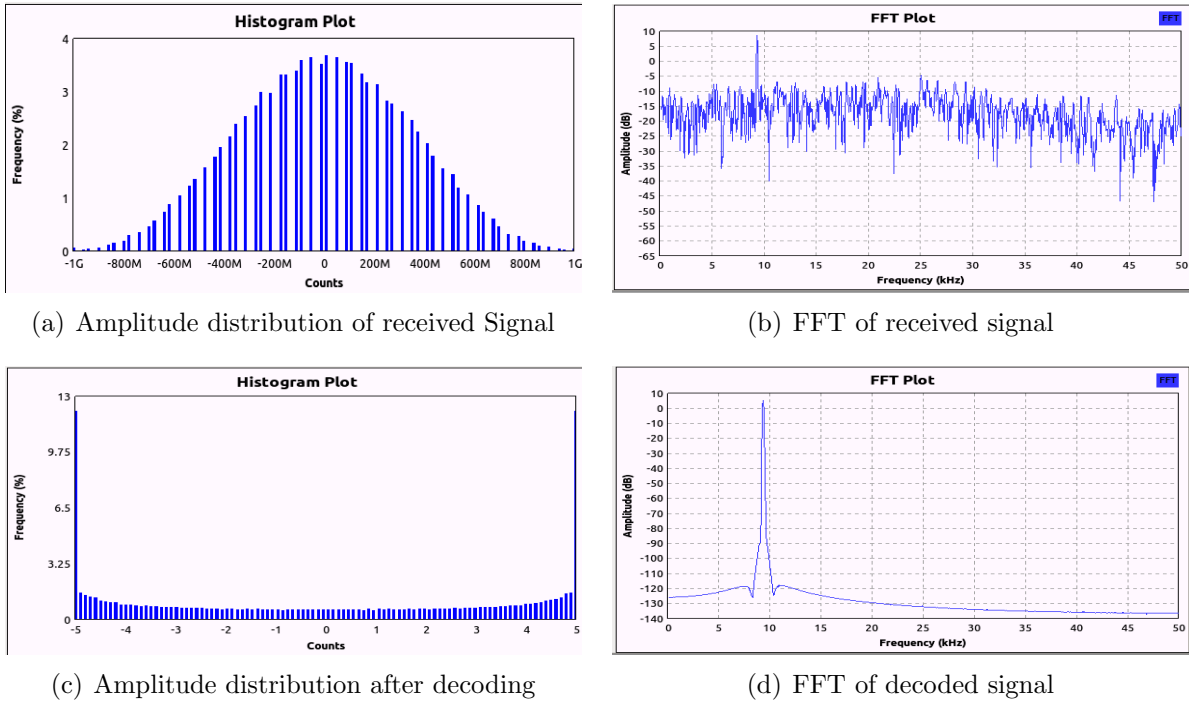 Histogram Plot
Frequency (%)
4
3
2
1
0
-1G -800M -600M -400M -200M 0 200M 400M 600M 800M 1G
Counts
(a) Amplitude distribution of received Signal
FFT Plot
FFT
Amplitude (dB)
10
5
0
-5
-10
-15
-20
-25
-30
-35
-40
-45
-50
-55
-60
-65
0 5 10 15 20 25 30 35 40 45 50
Frequency (kHz)
(b) FFT of received signal
Histogram Plot
Frequency (%)
13
9.75
6.5
3.25
0
-5 -4 -3 -2 -1 0 1 2 3 4 5
Counts
(c) Amplitude distribution after decoding
FFT Plot
FFT
Amplitude (dB)
10
0
-10
-20
-30
-40
-50
-60
-70
-80
-90
-100
-110
-120
-130
-140
0 5 10 15 20 25 30 35 40 45 50
Frequency (kHz)
(d) FFT of decoded signal